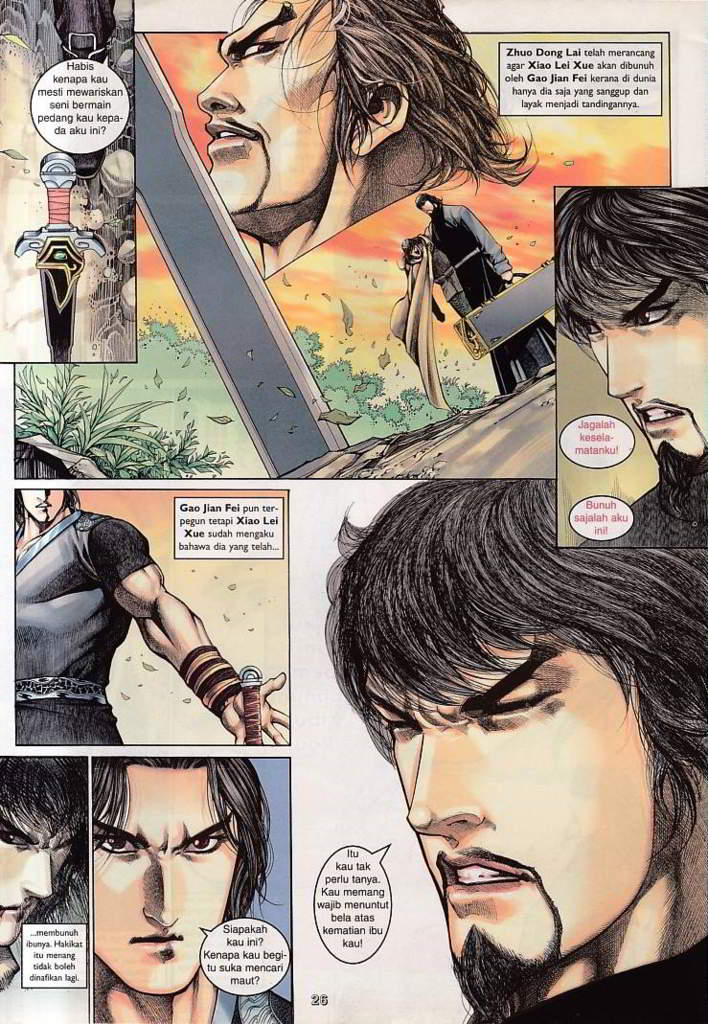 Habis
kenapa kau
mesti mewariskan
seni bermain
pedang kau kepa-
da aku ini?
Zhuo Dong Lai telah merancang
agar Xiao Lei Xue akan dibunuh
oleh Gao Jian Fei kerana di dunia
hanya dia saja yang sanggup dan
layak menjadi tandingannya.
Jagalah
kesela-
matanku!
Bunuh
sajalah aku
ini!
Gao Jian Fei pun ter-
pegun tetapi Xiao Lei
Xue sudah mengaku
bahawa dia yang telah...
...membunuh
ibunya. Hakikat
itu menang
tidak boleh
dinafikan lagi.
Siapakah
kau ini?
Kenapa kau begi-
tu suka mencari
maut?
Itu
kau tak
perlu tanya.
Kau memang
wajib menuntut
bela atas
kematian ibu
kau!
26